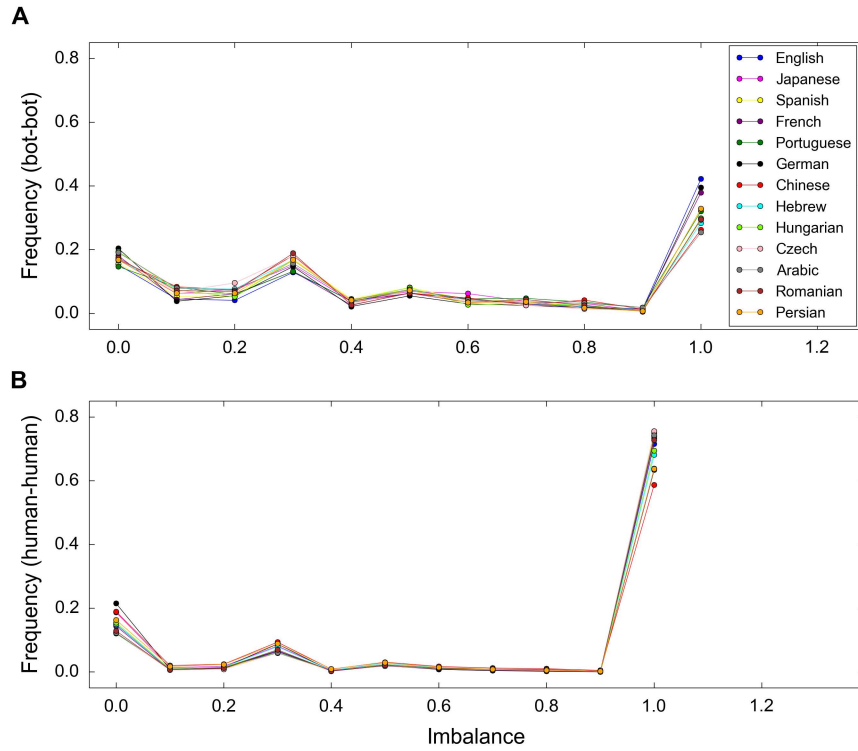 A
Frequency (bot-bot)
0.8
0.6
0.4
0.2
0.0
0.0 0.2 0.4 0.6 0.8 1.0 1.2
English
Japanese
Spanish
French
Portuguese
German
Chinese
Hebrew
Hungarian
Czech
Arabic
Romanian
Persian
B
Frequency (human-human)
0.8
0.6
0.4
0.2
0.0
0.0 0.2 0.4 0.6 0.8 1.0 1.2
Imbalance